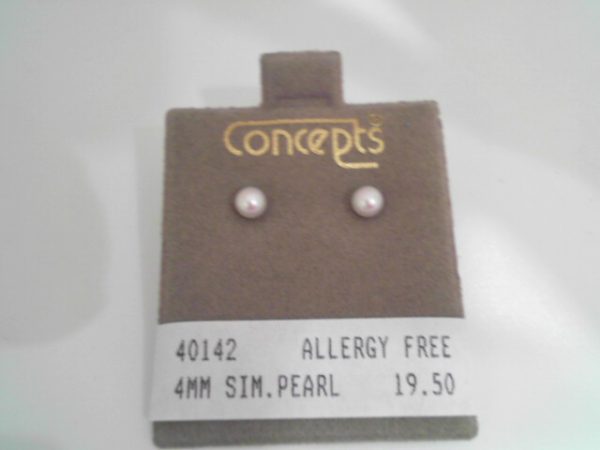 Concepts
40142 ALLERGY FREE
4MM SIM.PEARL 19.50